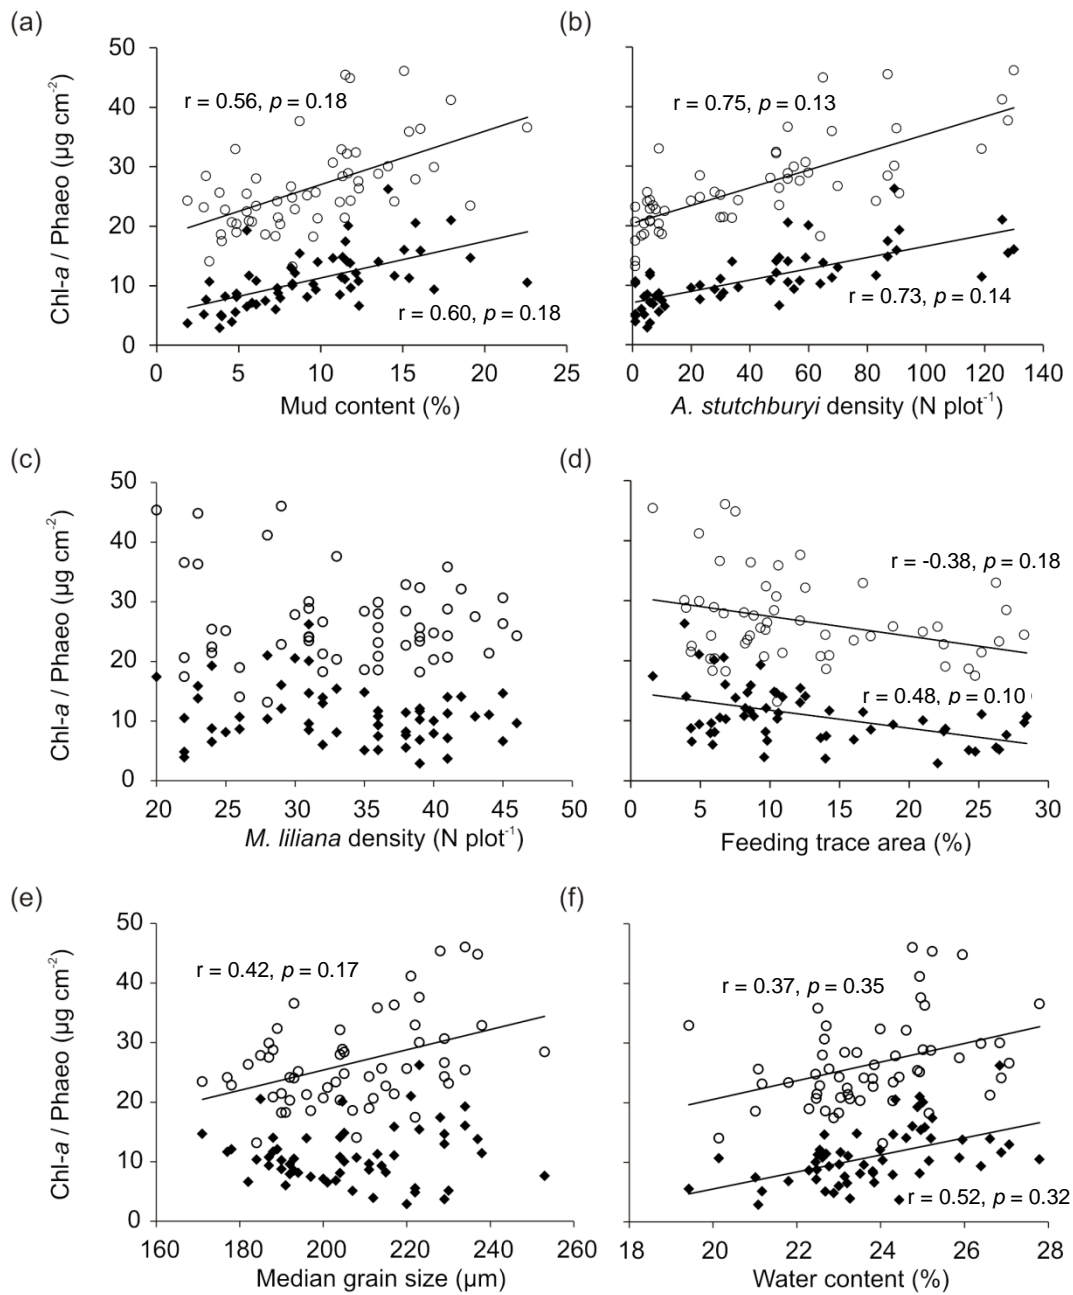 (a)
(b)
Chl-a / Phaeo (µg cm-2)
50
40
30
20
10
0
r = 0.56, p = 0.18
r = 0.60, p = 0.18
0 5 10 15 20 25
Mud content (%)
r = 0.75, p = 0.13
r = 0.73, p = 0.14
0 20 40 60 80 100 120 140
A. stutchburyi density (N plot-1)
(c)
(d)
Chl-a / Phaeo (µg cm-2)
50
40
30
20
10
0
20 25 30 35 40 45 50
M. liliana density (N plot-1)
r = -0.38, p = 0.18
r = 0.48, p = 0.10
0 5 10 15 20 25 30
Feeding trace area (%)
(e)
(f)
Chl-a / Phaeo (µg cm-2)
50
40
30
20
10
0
r = 0.42, p = 0.17
160 180 200 220 240 260
Median grain size (µm)
r = 0.37, p = 0.35
r = 0.52, p = 0.32
18 20 22 24 26 28
Water content (%)